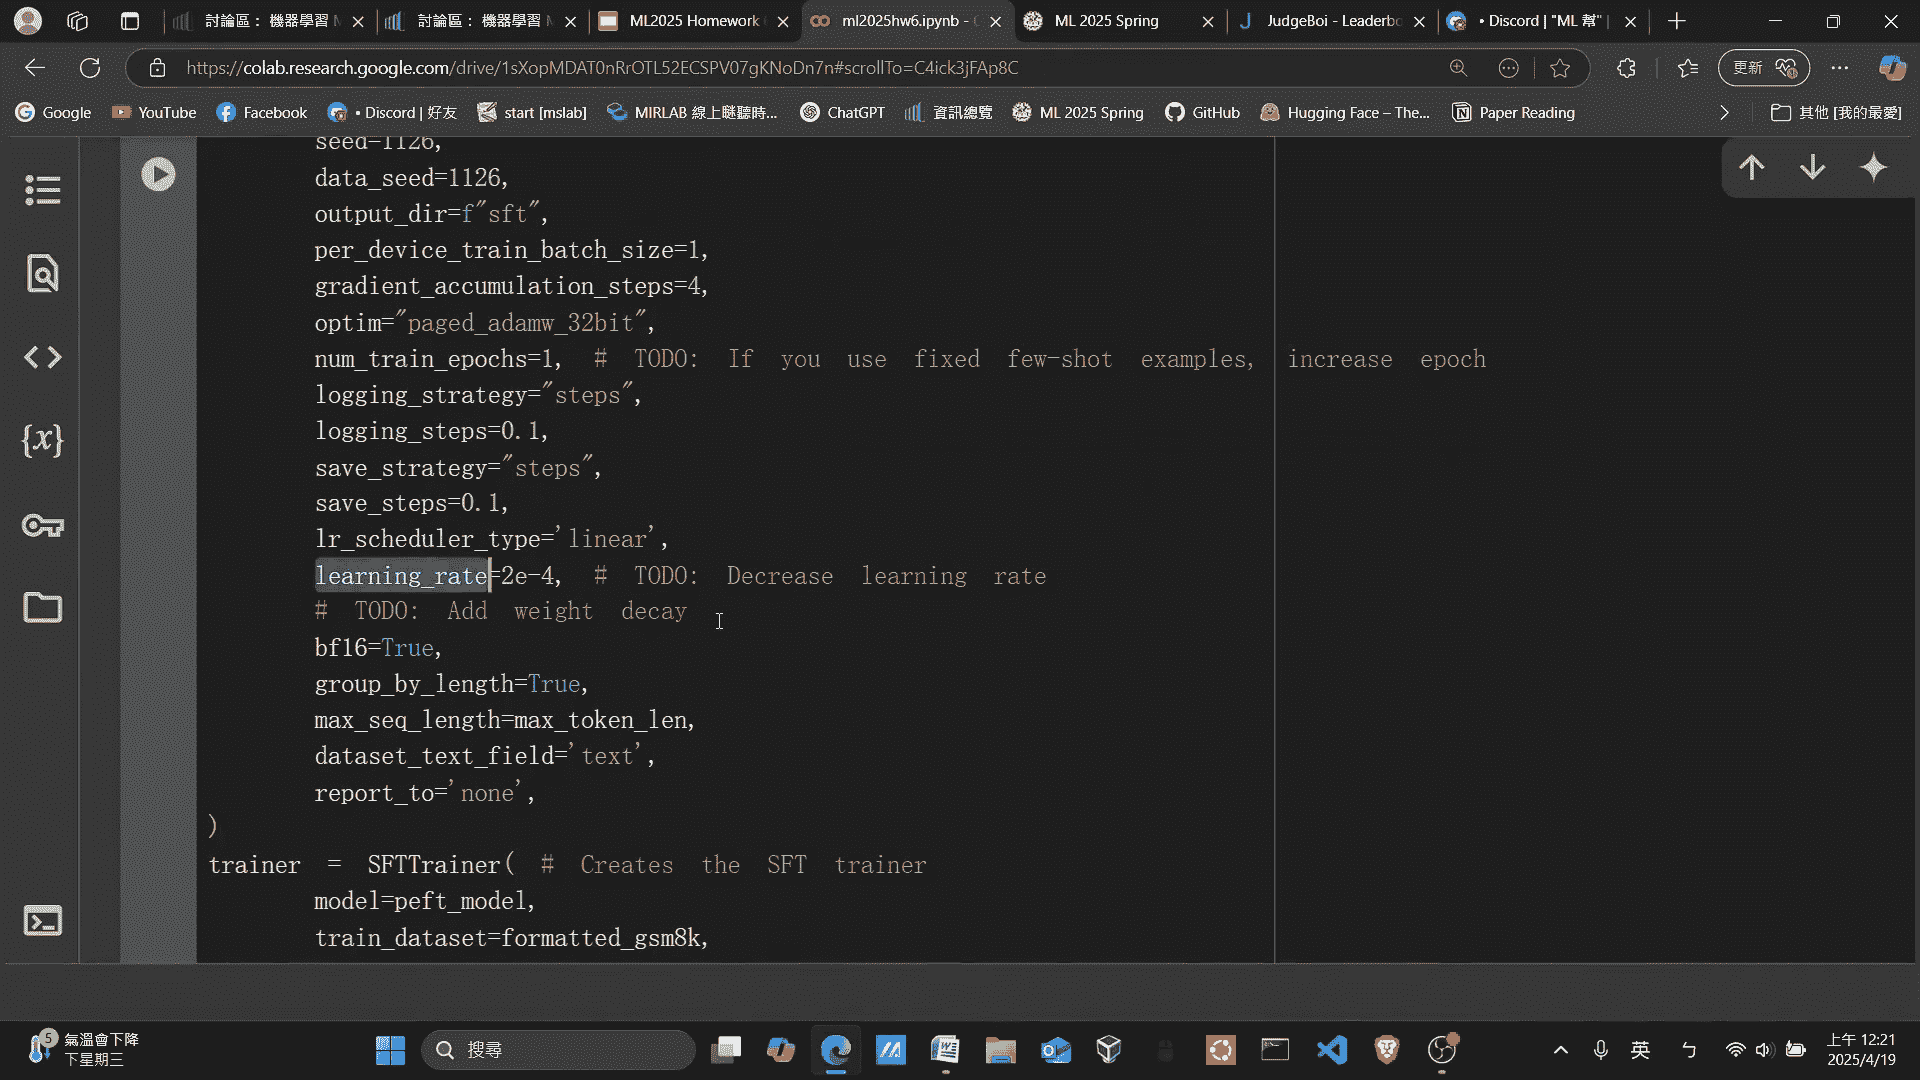 討論區： 機器學習
討論區： 機器學習
ML2025 Homework
ml2025hw6.ipynb -
ML 2025 Spring
JudgeBoi - Leaderbo
• Discord | "ML 幫" |
https://colab.research.google.com/drive/1sXopMDAT0nRrOTL52ECSPV07gKNoDn7n#scrollTo=C4ick3jFAp8C
更新
Google
YouTube
Facebook
• Discord | 好友
start [mslab]
MIRLAB 線上瞇聽時...
ChatGPT
資訊總覽
ML 2025 Spring
GitHub
Hugging Face – The...
Paper Reading
其他 [我的最愛]
seed=1126,
data_seed=1126,
output_dir=f"sft",
per_device_train_batch_size=1,
gradient_accumulation_steps=4,
optim="paged_adamw_32bit",
num_train_epochs=1, # TODO: If you use fixed few-shot examples, increase epoch
logging_strategy="steps",
logging_steps=0.1,
save_strategy="steps",
save_steps=0.1,
lr_scheduler_type='linear',
learning_rate=2e-4, # TODO: Decrease learning rate
# TODO: Add weight decay
bf16=True,
group_by_length=True,
max_seq_length=max_token_len,
dataset_text_field='text',
report_to='none',
)
trainer = SFTTrainer( # Creates the SFT trainer
model=peft_model,
train_dataset=formatted_gsm8k,
5
氣溫會下降
下星期三
搜尋
英
ㄅ
上午 12:21
2025/4/19